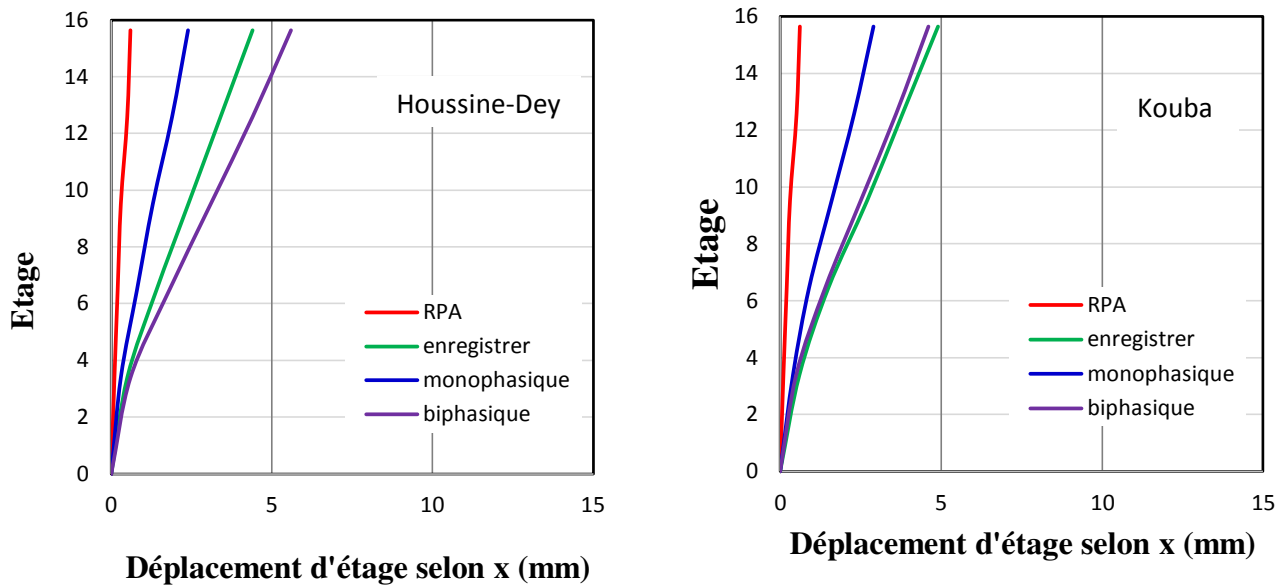 16
14
12
10
8
6
4
2
0
Etage
Houssine-Dey
RPA
enregistrer
monophasique
biphasique
0
5
10
15
Déplacement d'étage selon x (mm)
16
14
12
10
8
6
4
2
0
Etage
Kouba
RPA
enregistrer
monophasique
biphasique
0
5
10
15
Déplacement d'étage selon x (mm)